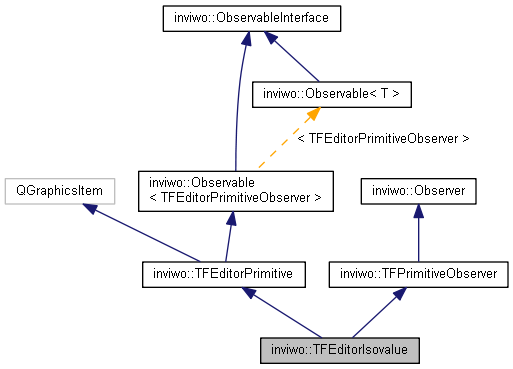 inviwo::ObservableInterface
inviwo::Observable< T >
< TFEditorPrimitiveObserver >
inviwo::Observable
< TFEditorPrimitiveObserver >
QGraphicsItem
inviwo::Observer
inviwo::TFEditorPrimitive
inviwo::TFPrimitiveObserver
inviwo::TFEditorIsovalue